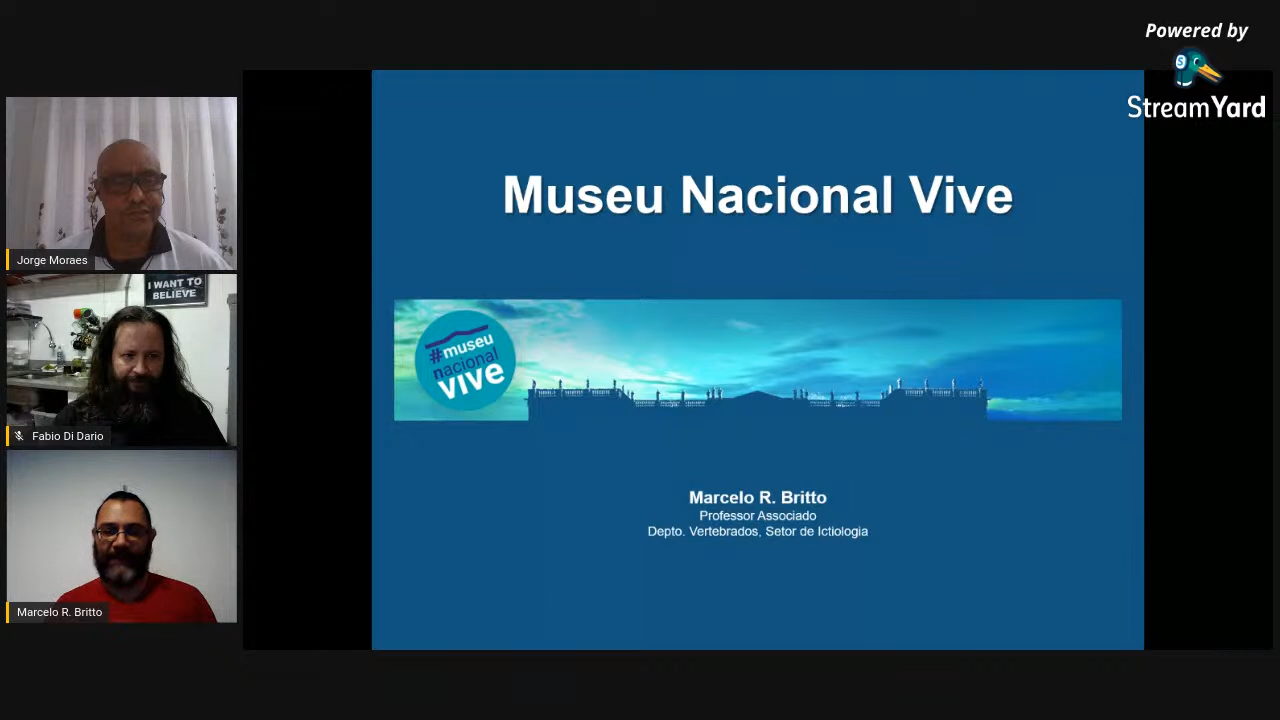 Powered by
S
StreamYard
Jorge Moraes
I WANT TO
BELIEVE
Fabio Di Dario
Marcelo R. Britto
Museu Nacional Vive
#museu
nacional
vive
Marcelo R. Britto
Professor Associado
Depto. Vertebrados, Setor de Ictiologia